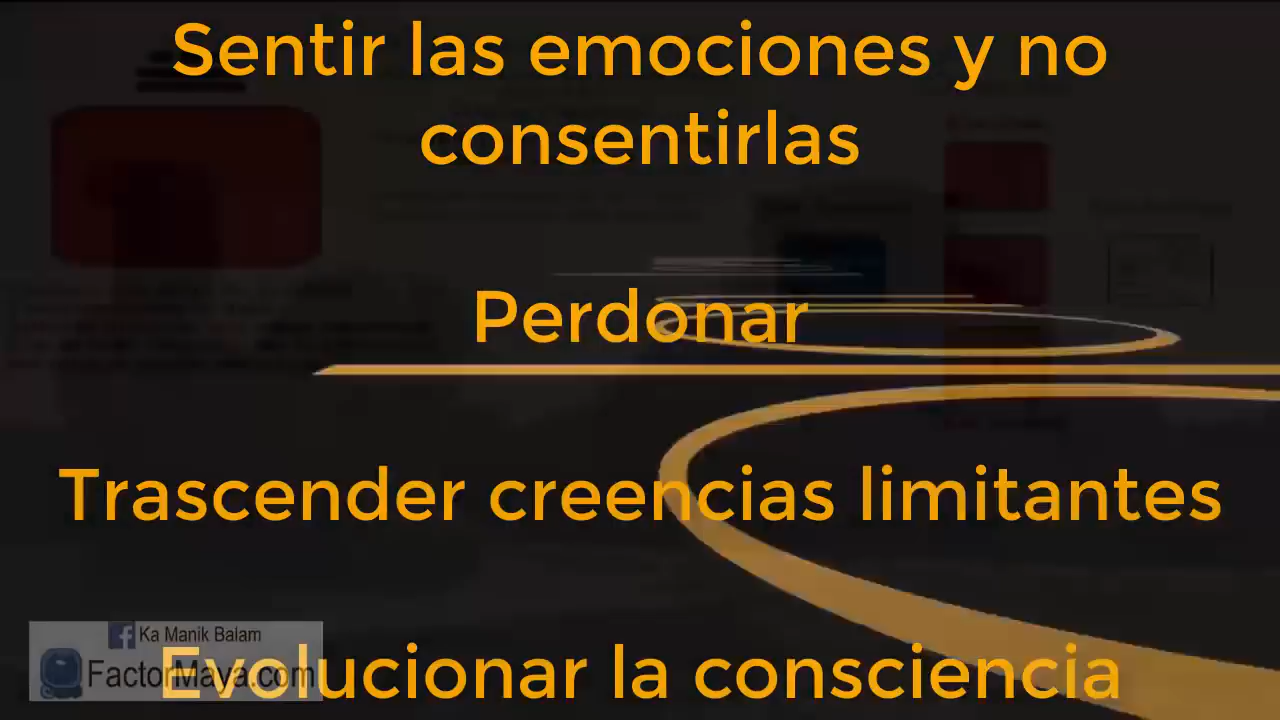 Sentir las emociones y no
consentirlas
Perdonar
Trascender creencias limitantes
Ka Manik Balam
FactorMaya.com
Evolucionar la consciencia